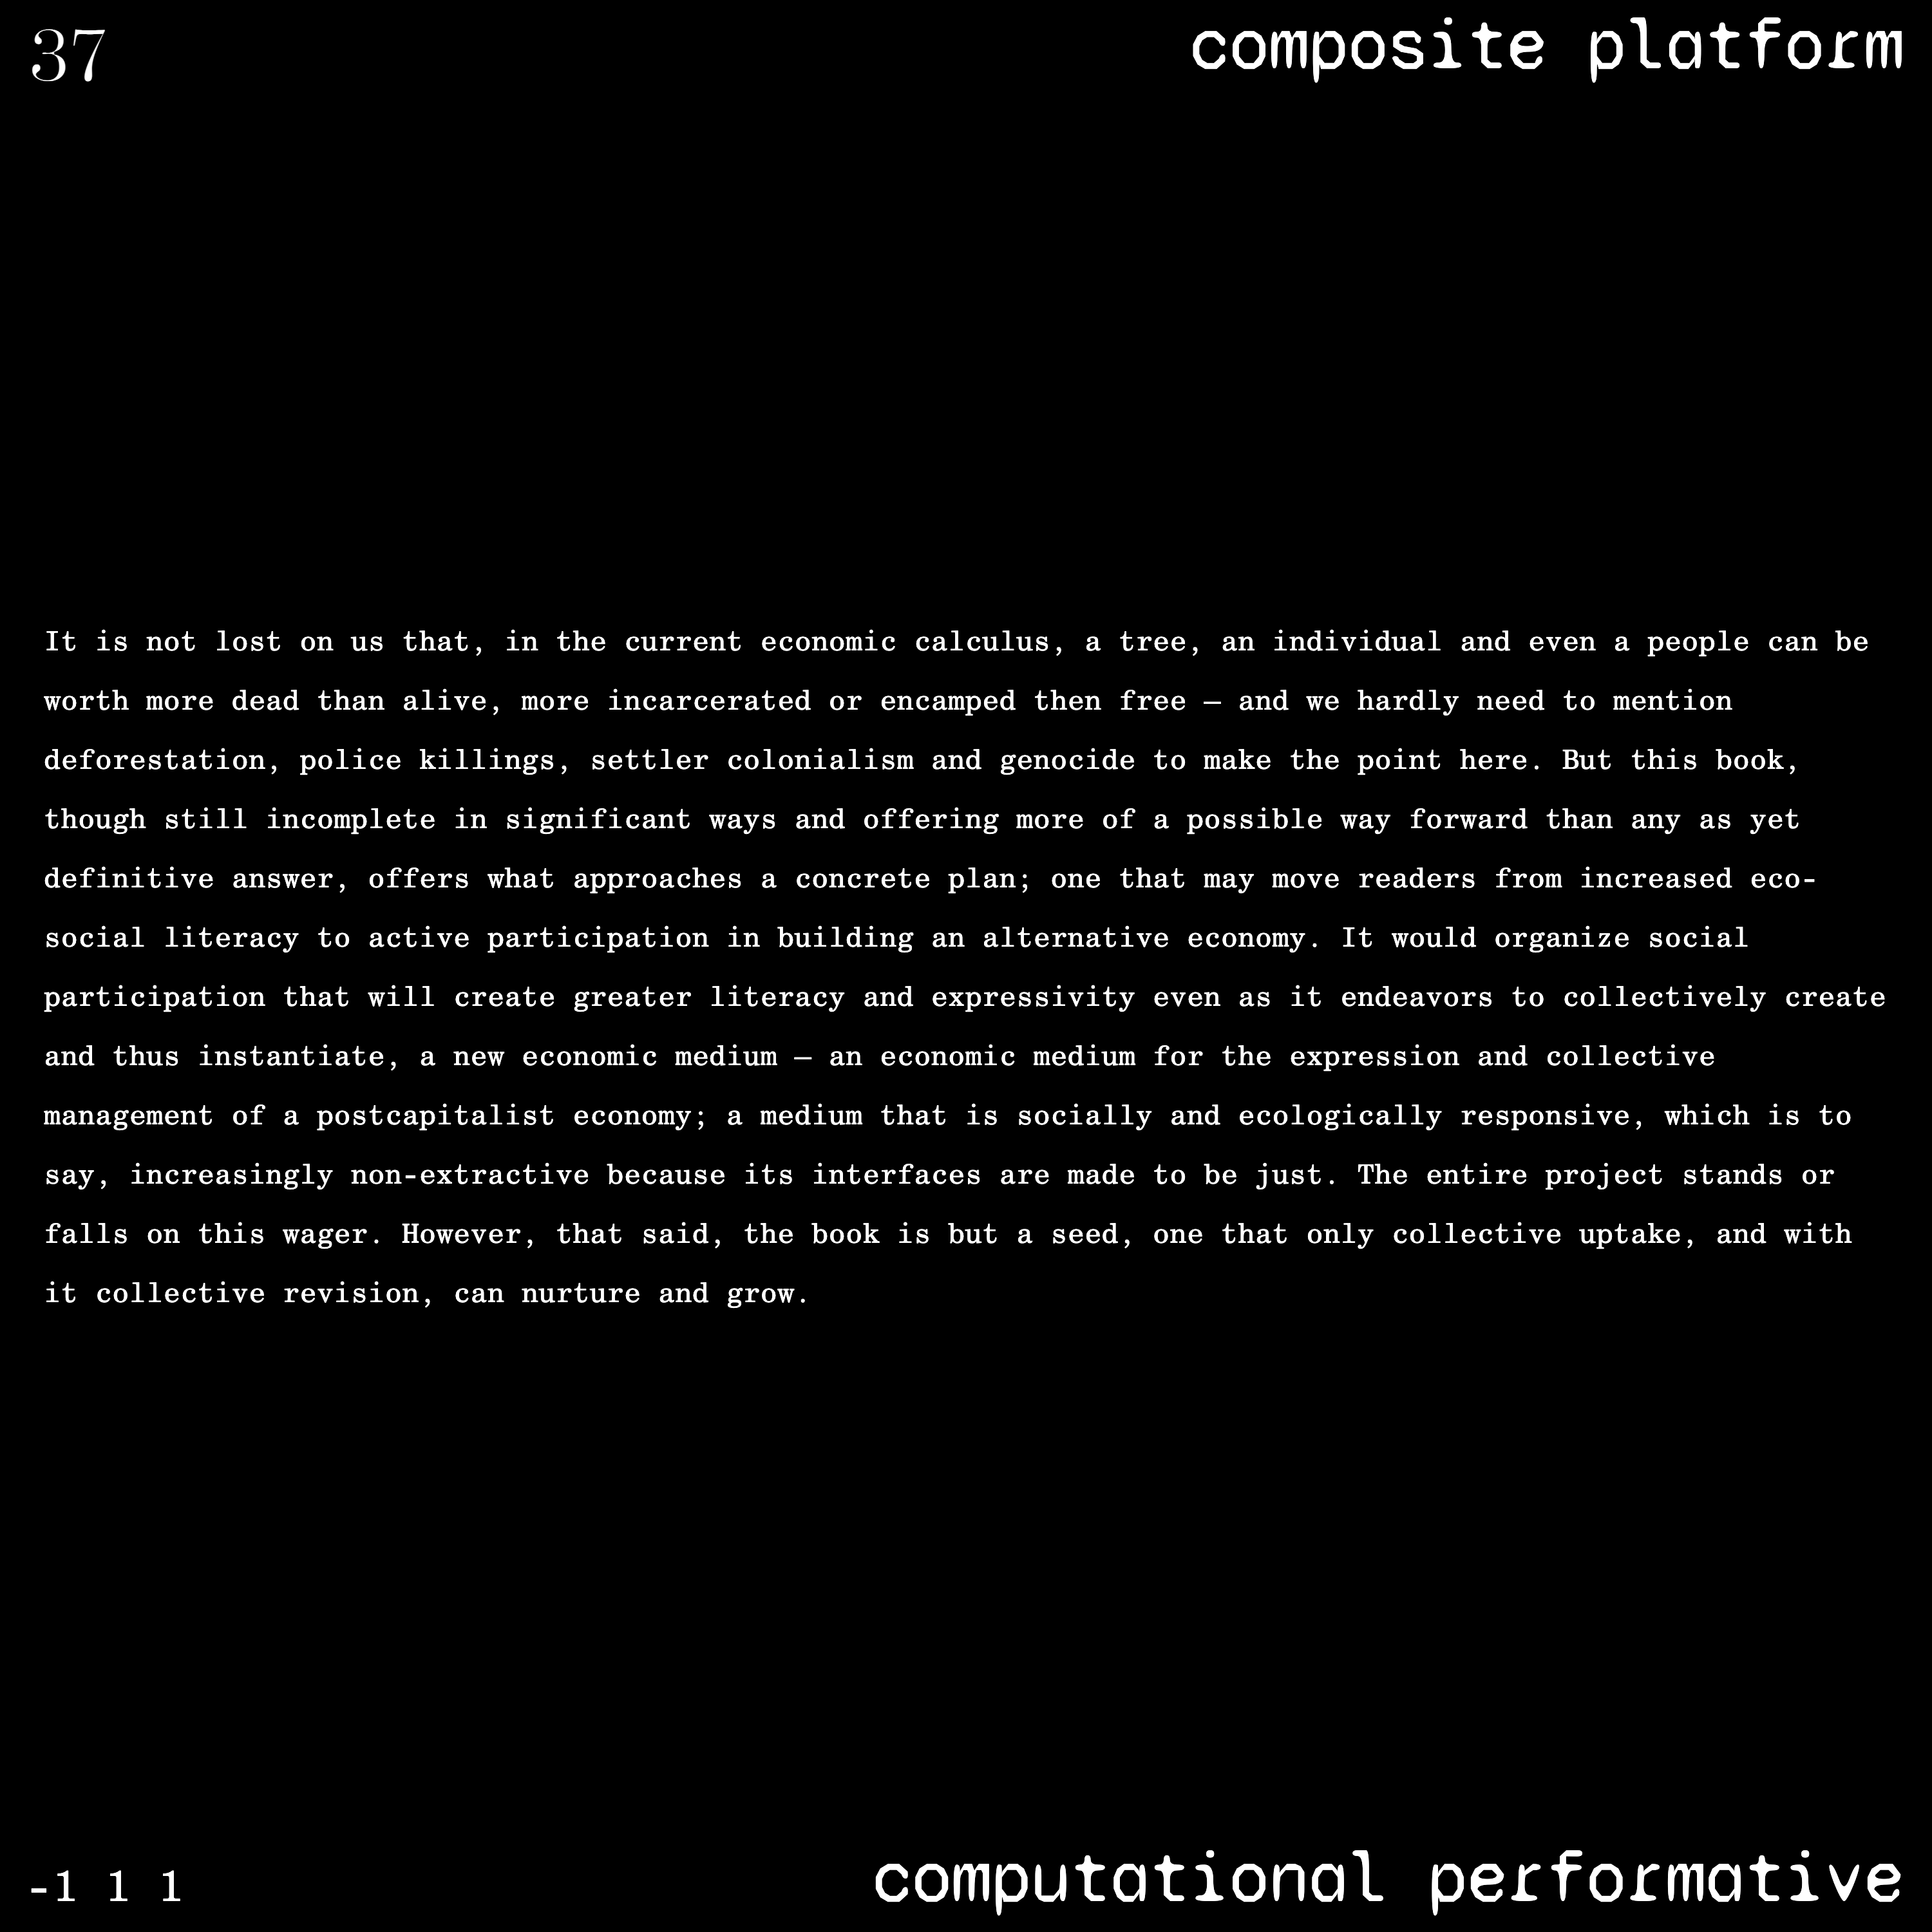 37
composite platform
It is not lost on us that, in the current economic calculus, a tree, an individual and even a people can be
worth more dead than alive, more incarcerated or encamped then free — and we hardly need to mention
deforestation, police killings, settler colonialism and genocide to make the point here. But this book,
though still incomplete in significant ways and offering more of a possible way forward than any as yet
definitive answer, offers what approaches a concrete plan; one that may move readers from increased eco-
social literacy to active participation in building an alternative economy. It would organize social
participation that will create greater literacy and expressivity even as it endeavors to collectively create
and thus instantiate, a new economic medium — an economic medium for the expression and collective
management of a postcapitalist economy; a medium that is socially and ecologically responsive, which is to
say, increasingly non-extractive because its interfaces are made to be just. The entire project stands or
falls on this wager. However, that said, the book is but a seed, one that only collective uptake, and with
it collective revision, can nurture and grow.
-1 1 1
computational performative